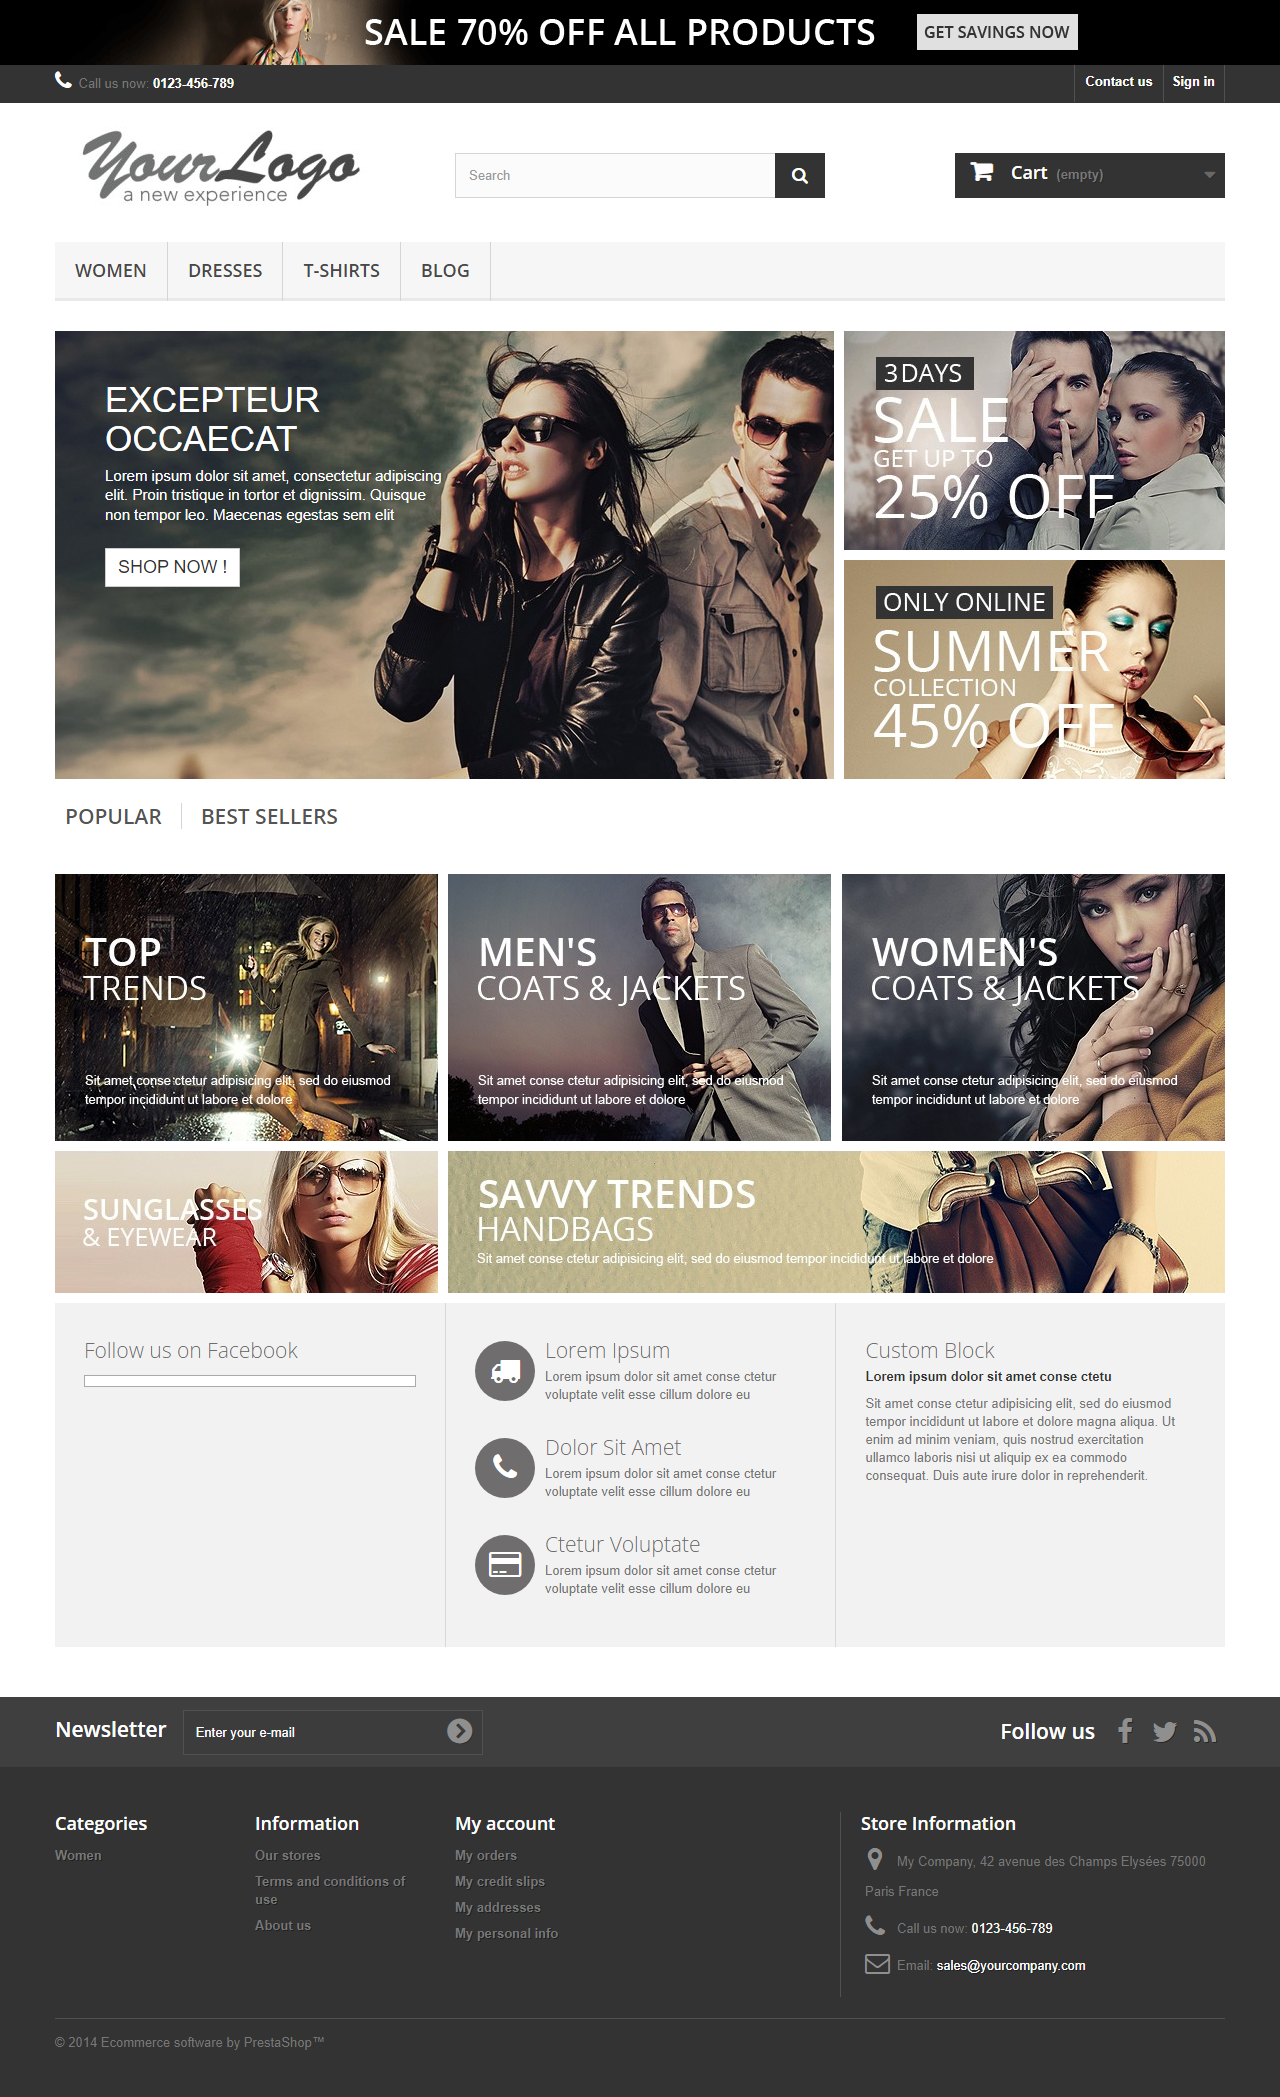 SALE 70% OFF ALL PRODUCTS
GET SAVINGS NOW
Call us now: 0123-456-789
Contact us
Sign in
YourLogo
a new experience
Search
Cart (empty)
WOMEN
DRESSES
T-SHIRTS
BLOG
EXCEPTEUR
OCCAECAT
Lorem ipsum dolor sit amet, consectetur adipiscing
elit. Proin tristique in tortor et dignissim. Quisque
non tempor leo. Maecenas egestas sem elit
SHOP NOW !
3DAYS
SALE
GET UP TO
25% OFF
ONLY ONLINE
SUMMER
COLLECTION
45% OFF
POPULAR
BEST SELLERS
TOP
TRENDS
Sit amet conse ctetur adipisicing elit, sed do eiusmod
tempor incididunt ut labore et dolore
MEN'S
COATS & JACKETS
Sit amet conse ctetur adipisicing elit, sed do eiusmod
tempor incididunt ut labore et dolore
WOMEN'S
COATS & JACKETS
Sit amet conse ctetur adipisicing elit, sed do eiusmod
tempor incididunt ut labore et dolore
SUNGLASSES
& EYEWEAR
SAVVY TRENDS
HANDBAGS
Sit amet conse ctetur adipisicing elit, sed do eiusmod tempor incididunt ut labore et dolore
Follow us on Facebook
Lorem Ipsum
Lorem ipsum dolor sit amet conse ctetur
voluptate velit esse cillum dolore eu
Dolor Sit Amet
Lorem ipsum dolor sit amet conse ctetur
voluptate velit esse cillum dolore eu
Ctetur Voluptate
Lorem ipsum dolor sit amet conse ctetur
voluptate velit esse cillum dolore eu
Custom Block
Lorem ipsum dolor sit amet conse ctetu
Sit amet conse ctetur adipisicing elit, sed do eiusmod
tempor incididunt ut labore et dolore magna aliqua. Ut
enim ad minim veniam, quis nostrud exercitation
ullamco laboris nisi ut aliquip ex ea commodo
consequat. Duis aute irure dolor in reprehenderit.
Newsletter
Enter your e-mail
Follow us
Categories
Women
Information
Our stores
Terms and conditions of
use
About us
My account
My orders
My credit slips
My addresses
My personal info
Store Information
My Company, 42 avenue des Champs Elysées 75000
Paris France
Call us now: 0123-456-789
Email: sales@yourcompany.com
© 2014 Ecommerce software by PrestaShop™